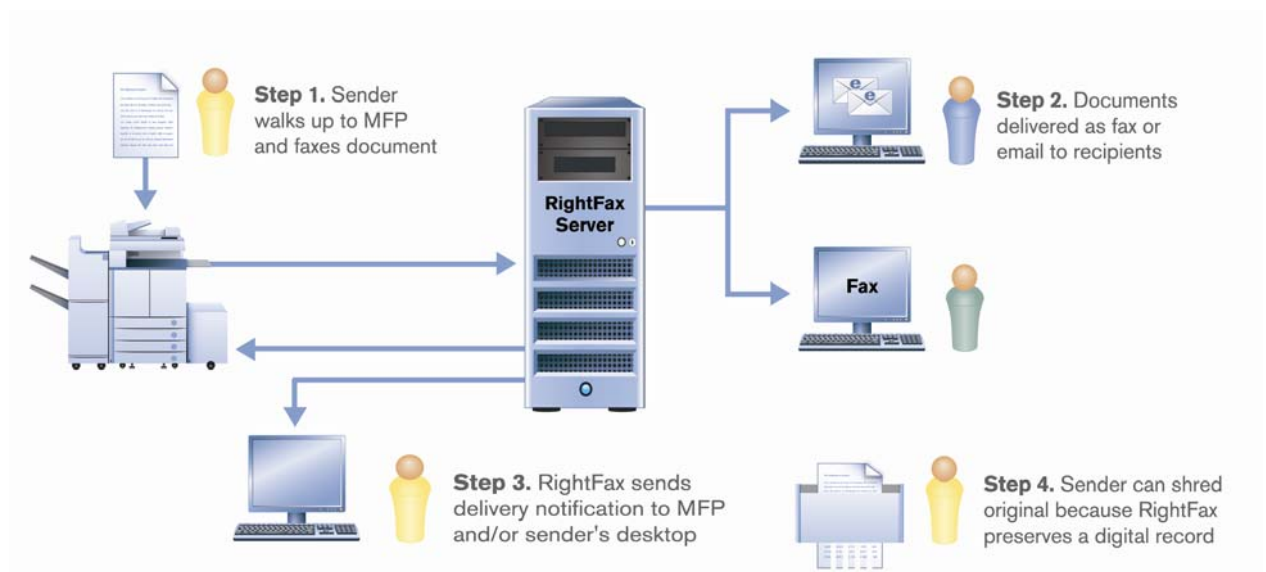 Step 1. Sender
walks up to MFP
and faxes document
RightFax
Server
e
e
Step 2. Documents
delivered as fax or
email to recipients
Fax
Step 3. RightFax sends
delivery notification to MFP
and/or sender's desktop
Step 4. Sender can shred
original because RightFax
preserves a digital record